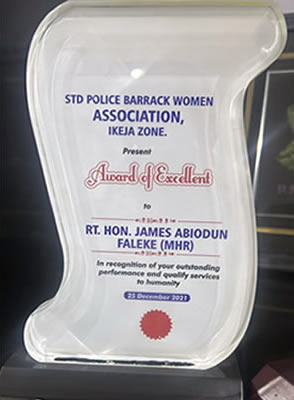 STD POLICE BARRACK WOMEN
ASSOCIATION,
IKEJA ZONE.
Present
Award of Excellent
to
RT. HON. JAMES ABIODUN
FALEKE (MHR)
In recognition of your outstanding
performance and qualify services
to humanity
25 December 2021